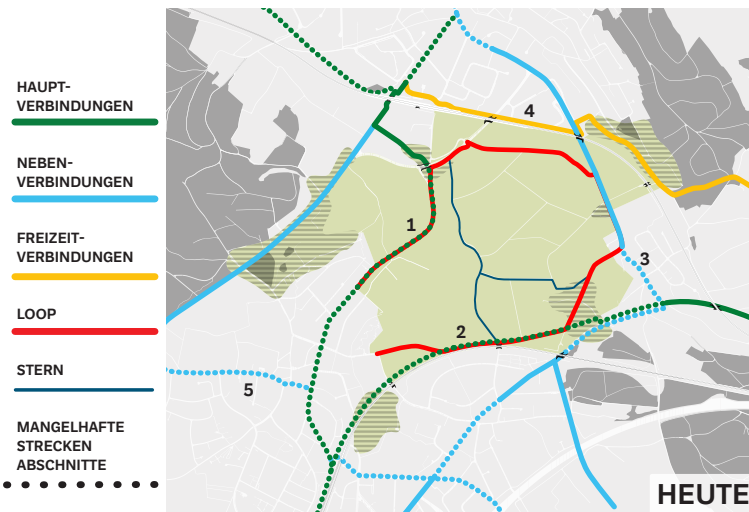 HAUPT-
VERBINDUNGEN
NEBEN-
VERBINDUNGEN
FREIZEIT-
VERBINDUNGEN
LOOP
STERN
MANGELHAFTE
STRECKEN
ABSCHNITTE
4
1
3
2
5
HEUTE